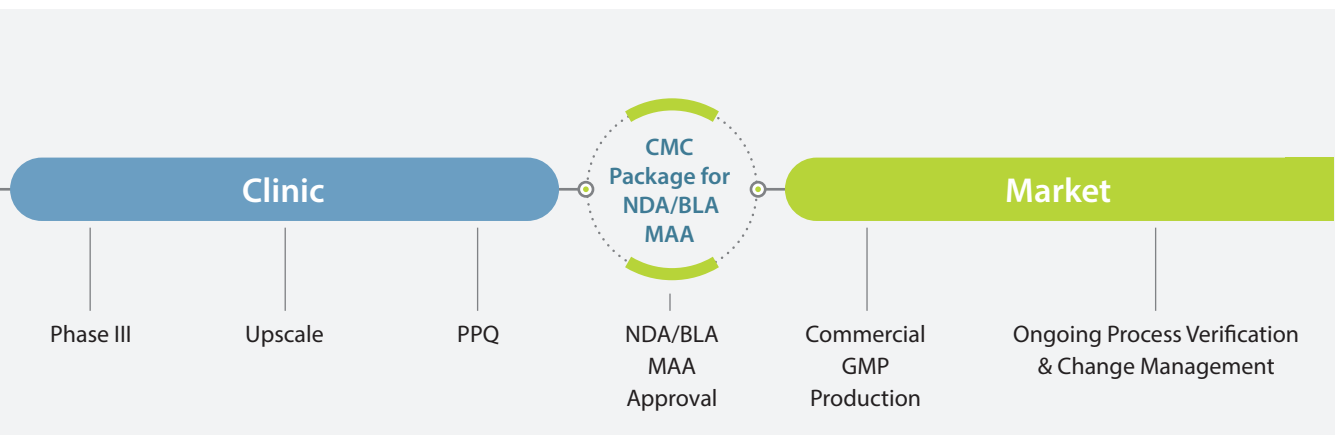 Clinic
CMC
Package for
NDA/BLA
MAA
Market
Phase III
Upscale
PPQ
NDA/BLA
MAA
Approval
Commercial
GMP
Production
Ongoing Process Verification
& Change Management